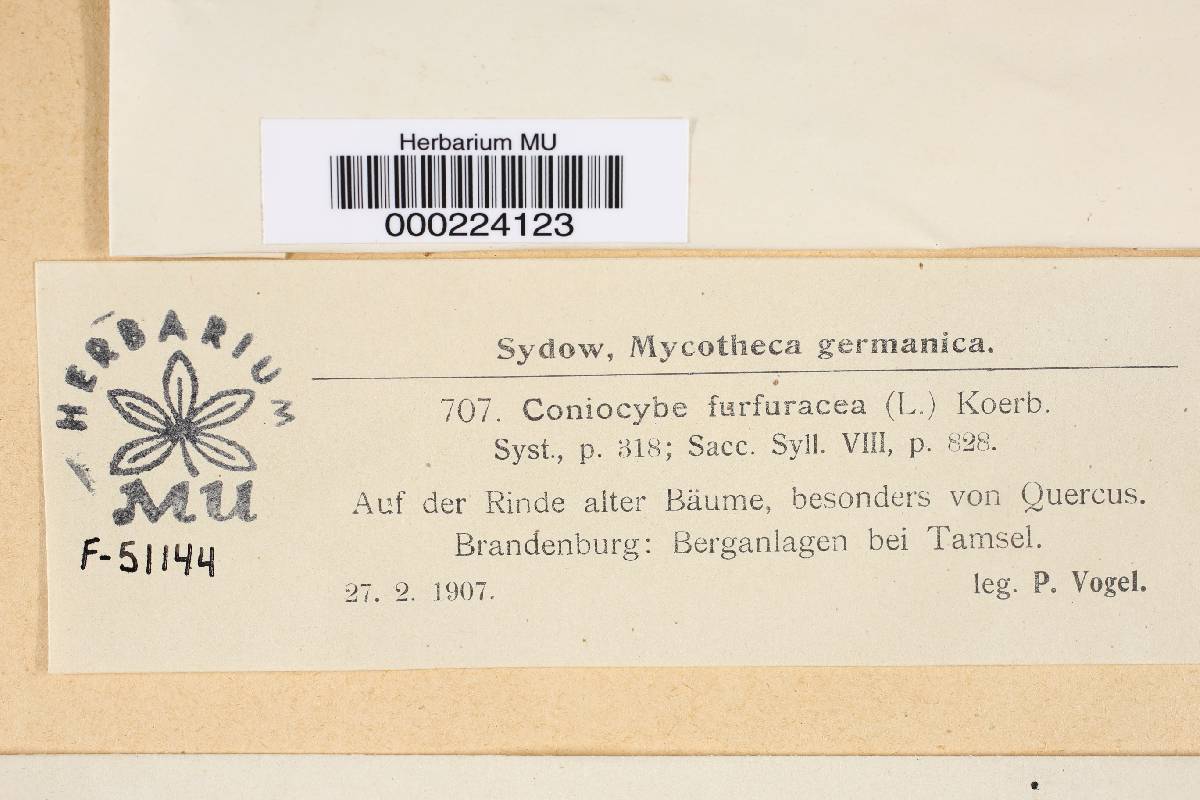 Herbarium MU
000224123
HERBARIUM
MU
F-51144
Sydow, Mycotheca germanica.
707. Coniocybe furfuracea (L.) Koerb.
Syst., p. 318; Sacc. Syll. VIII, p. 828.
Auf der Rinde alter Bäume, besonders von Quercus.
Brandenburg: Berganlagen bei Tamsel.
27. 2. 1907. leg. P. Vogel.